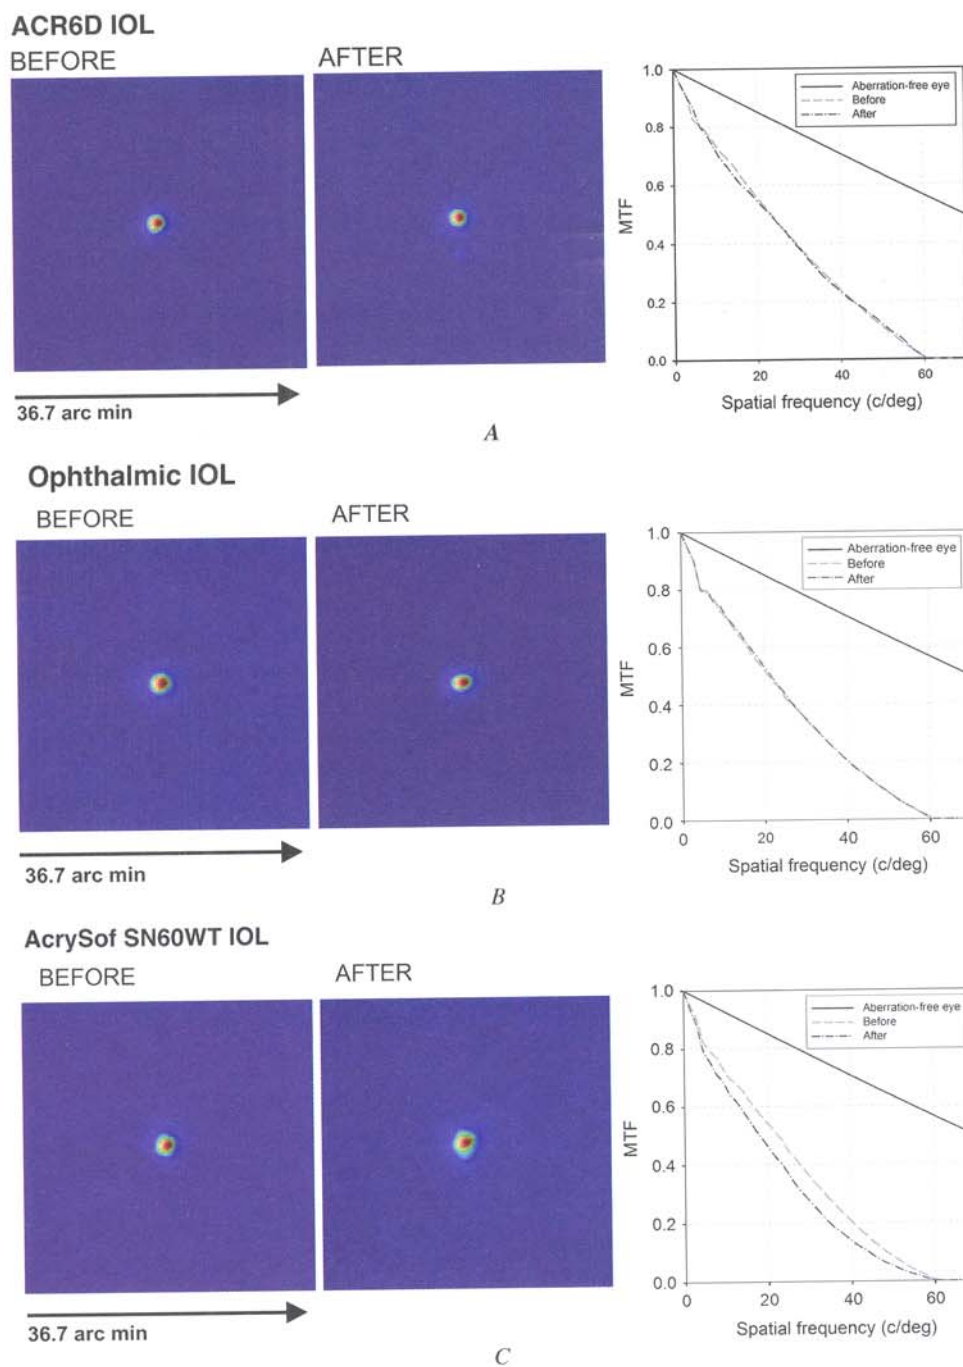 ACR6D IOL
BEFORE
AFTER
36.7 arc min
MTF
1.0
0.8
0.6
0.4
0.2
0.0
0
20
40
60
Spatial frequency (c/deg)
Aberration-free eye
Before
After
A
Ophthalmic IOL
BEFORE
AFTER
36.7 arc min
MTF
1.0
0.8
0.6
0.4
0.2
0.0
0
20
40
60
Spatial frequency (c/deg)
Aberration-free eye
Before
After
B
AcrySof SN60WT IOL
BEFORE
AFTER
36.7 arc min
MTF
1.0
0.8
0.6
0.4
0.2
0.0
0
20
40
60
Spatial frequency (c/deg)
Aberration-free eye
Before
After
C